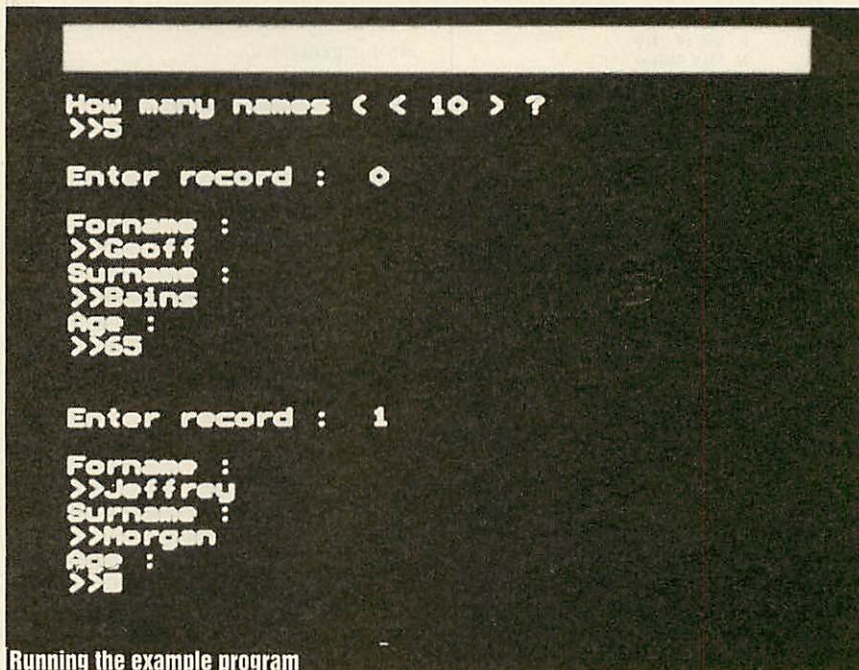 How many names ( < 10 ) ?
>>5
Enter record :  0
Forname :
>>Geoff
Surname :
>>Bains
Age :
>>65
Enter record :  1
Forname :
>>Jeffrey
Surname :
>>Morgan
Age :
>>
Running the example program